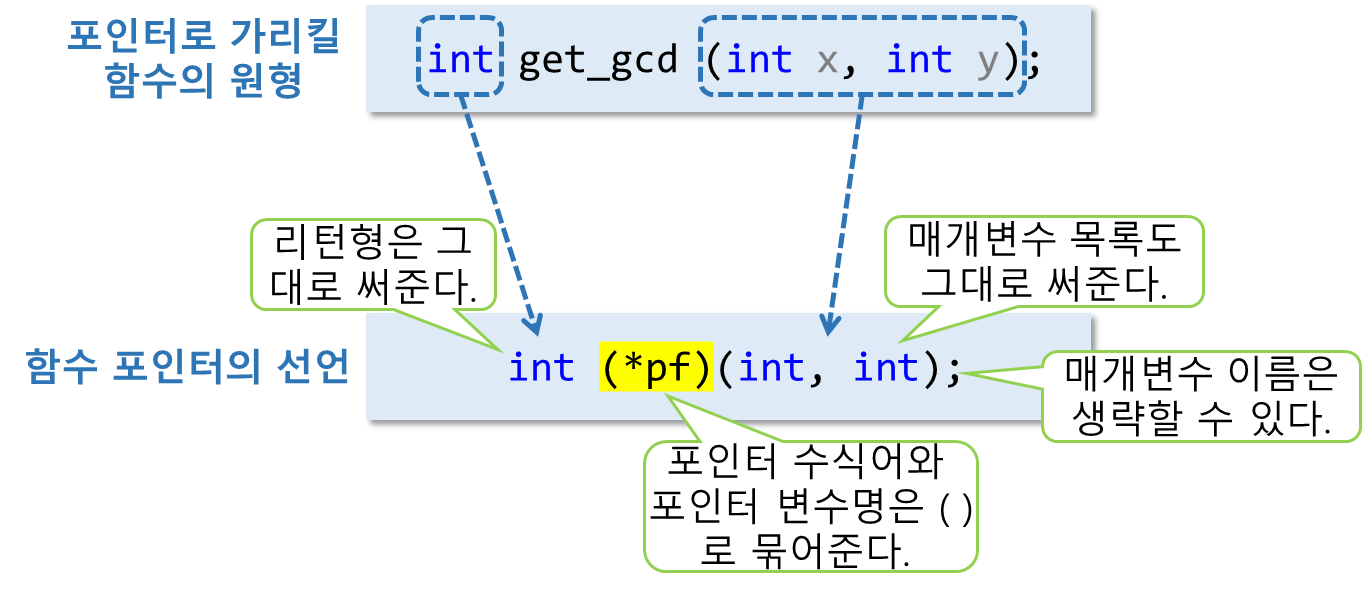 포인터로 가리킬
함수의 원형
int get_gcd (int x, int y);
리턴형은 그
대로 써준다.
매개변수 목록도
그대로 써준다.
함수 포인터의 선언
int (*pf)(int, int);
매개변수 이름은
생략할 수 있다.
포인터 수식어와
포인터 변수명은 ( )
로 묶어준다.